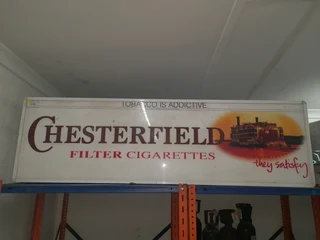 TOBACCO IS ADDICTIVE
CHESTERFIELD
FILTER CIGARETTES
they satisfy